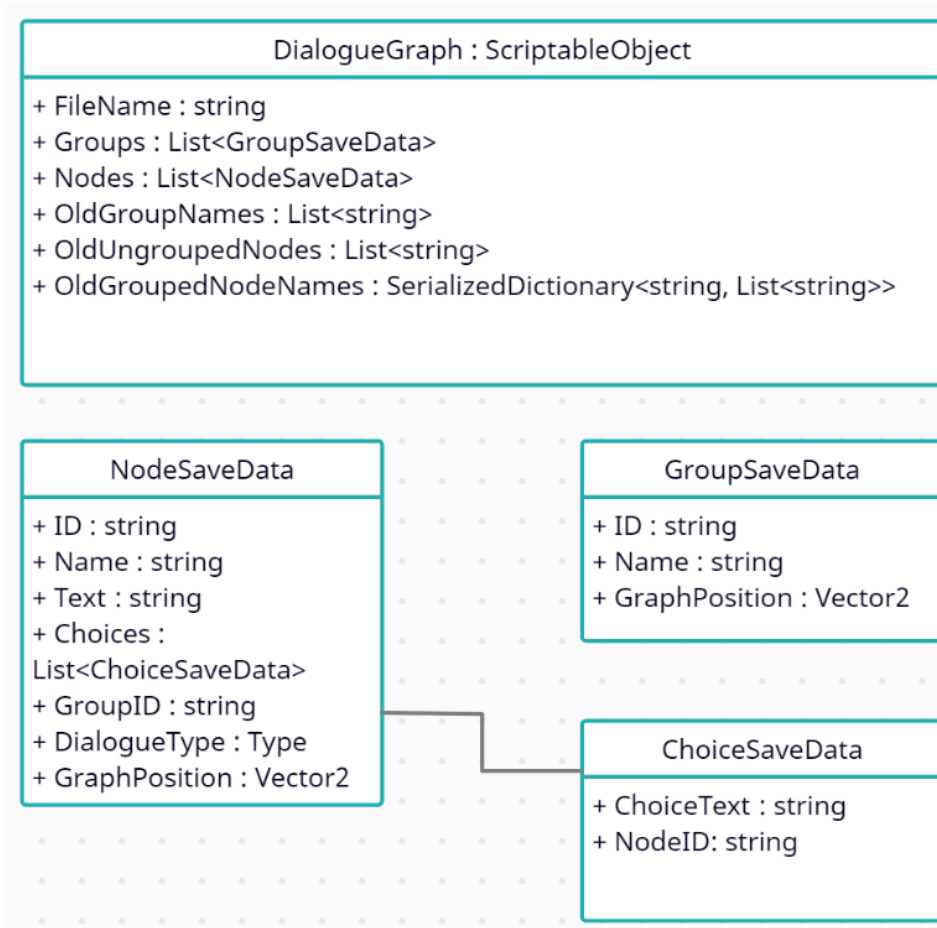 DialogueGraph : ScriptableObject
+ FileName : string
+ Groups : List<GroupSaveData>
+ Nodes : List<NodeSaveData>
+ OldGroupNames : List<string>
+ OldUngroupedNodes : List<string>
+ OldGroupedNodeNames : SerializedDictionary<string, List<string>>
NodeSaveData
+ ID : string
+ Name : string
+ Text : string
+ Choices :
List<ChoiceSaveData>
+ GroupID : string
+ DialogueType : Type
+ GraphPosition : Vector2
GroupSaveData
+ ID : string
+ Name : string
+ GraphPosition : Vector2
ChoiceSaveData
+ ChoiceText : string
+ NodeID: string